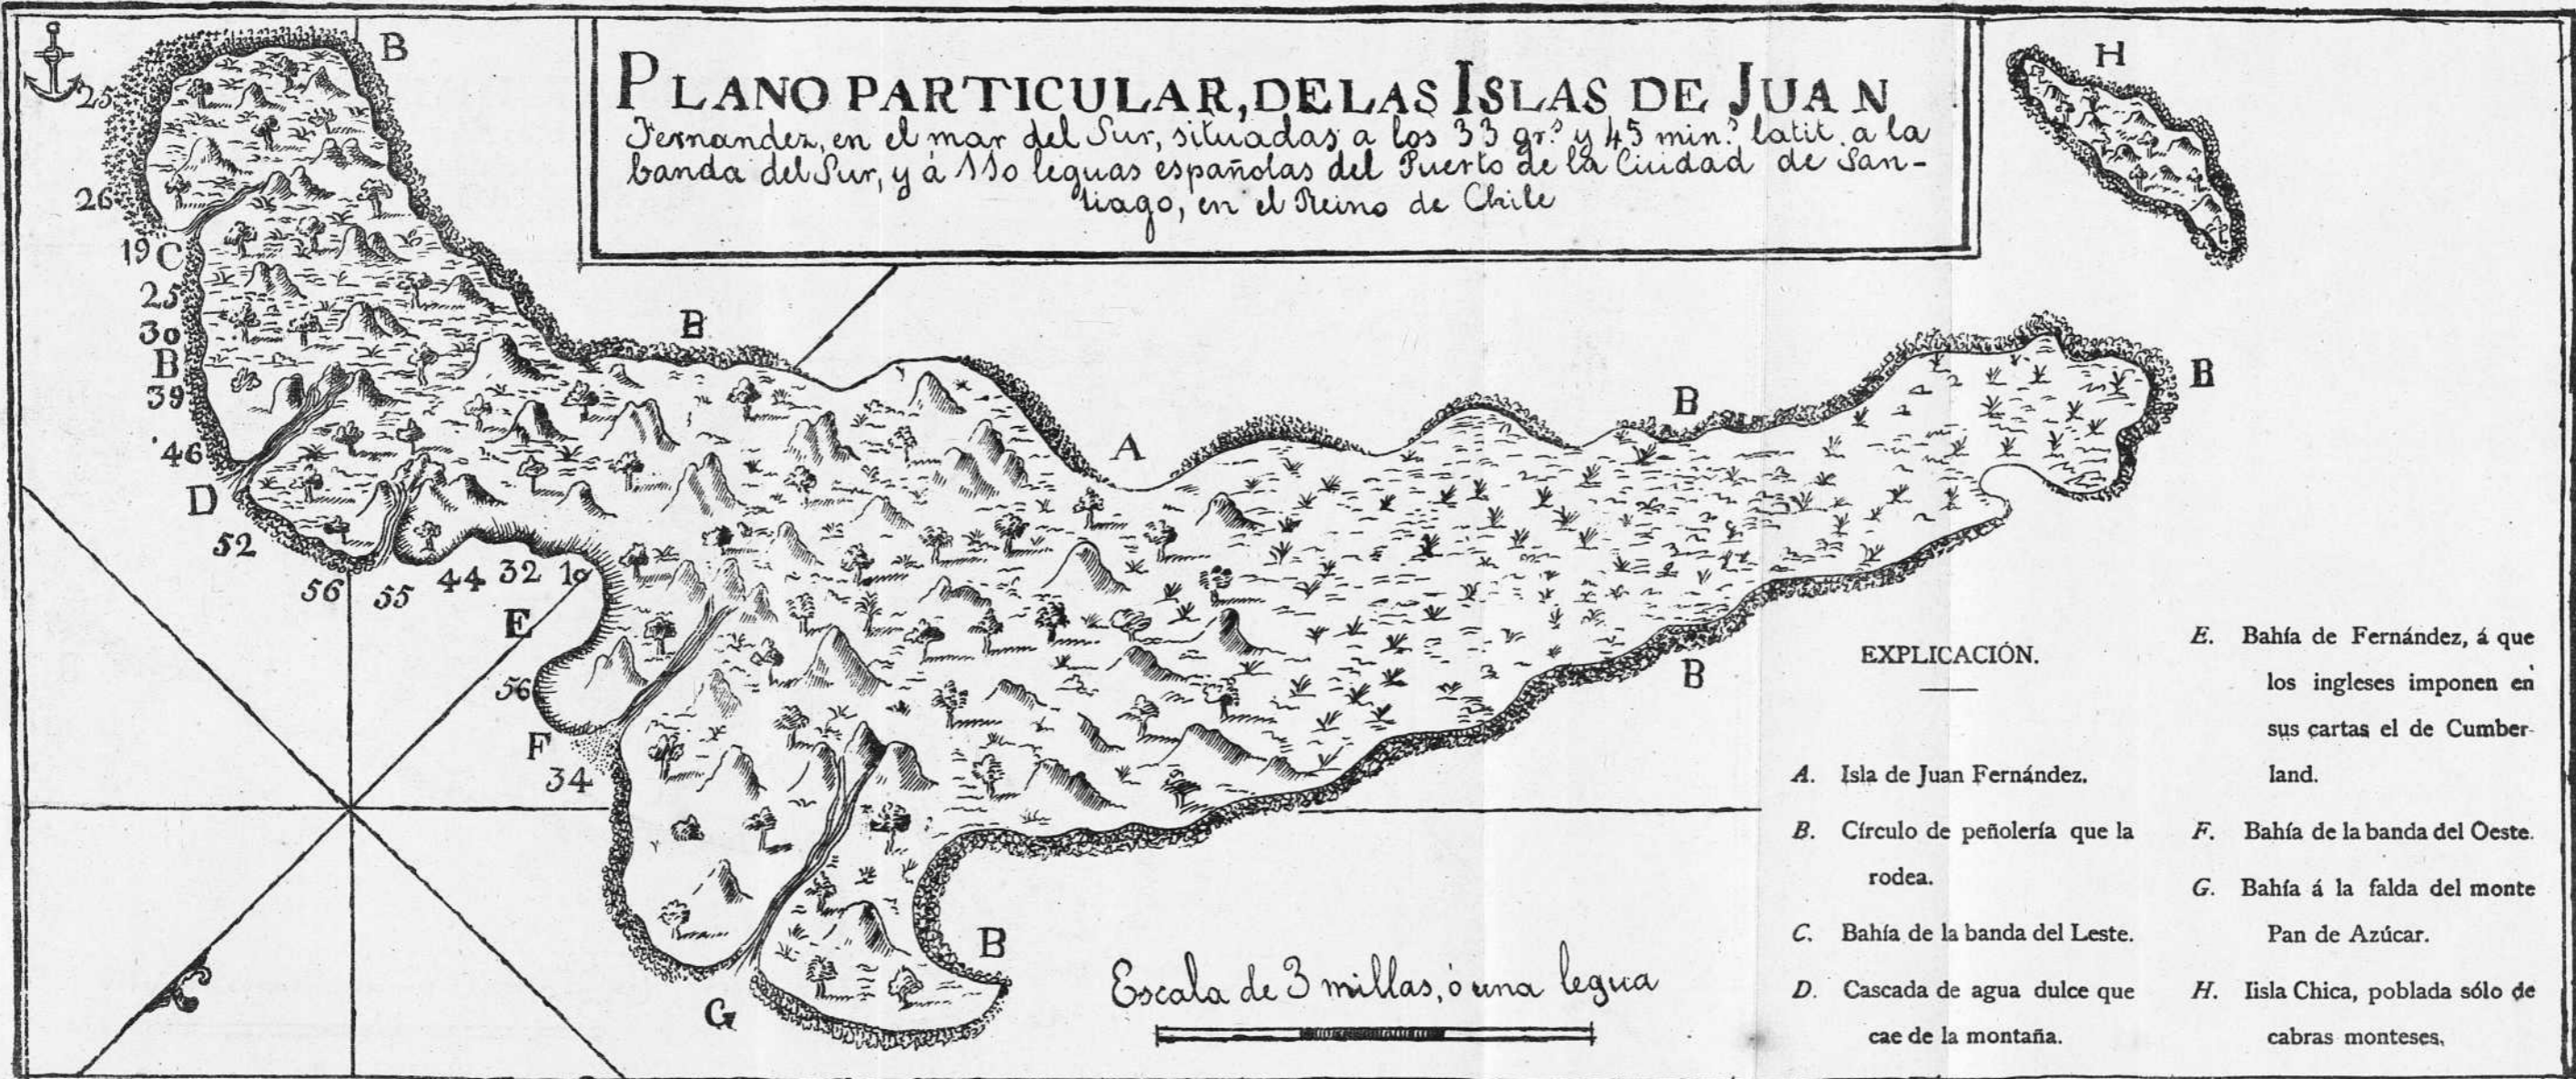 PLANO PARTICULAR, DE LAS ISLAS DE JUAN
Fernandez, en el mar del Sur, situadas a los 33 gr.s y 45 min.s latit. a la
banda del Sur, y á 110 leguas españolas del Puerto de la Ciudad de San-
tiago, en el Reino de Chile
B
H
25
26
19 C
25
30
B
39
46
D
52
56
55
44
32
10
E
56
F
34
G
B
B
B
A
B
B
Escala de 3 millas, ó una legua
EXPLICACIÓN.
A. Isla de Juan Fernández.
B. Círculo de peñolería que la
rodea.
C. Bahía de la banda del Leste.
D. Cascada de agua dulce que
cae de la montaña.
E. Bahía de Fernández, á que
los ingleses imponen en
sus cartas el de Cumber-
land.
F. Bahía de la banda del Oeste.
G. Bahía á la falda del monte
Pan de Azúcar.
H. Iisla Chica, poblada sólo de
cabras monteses.